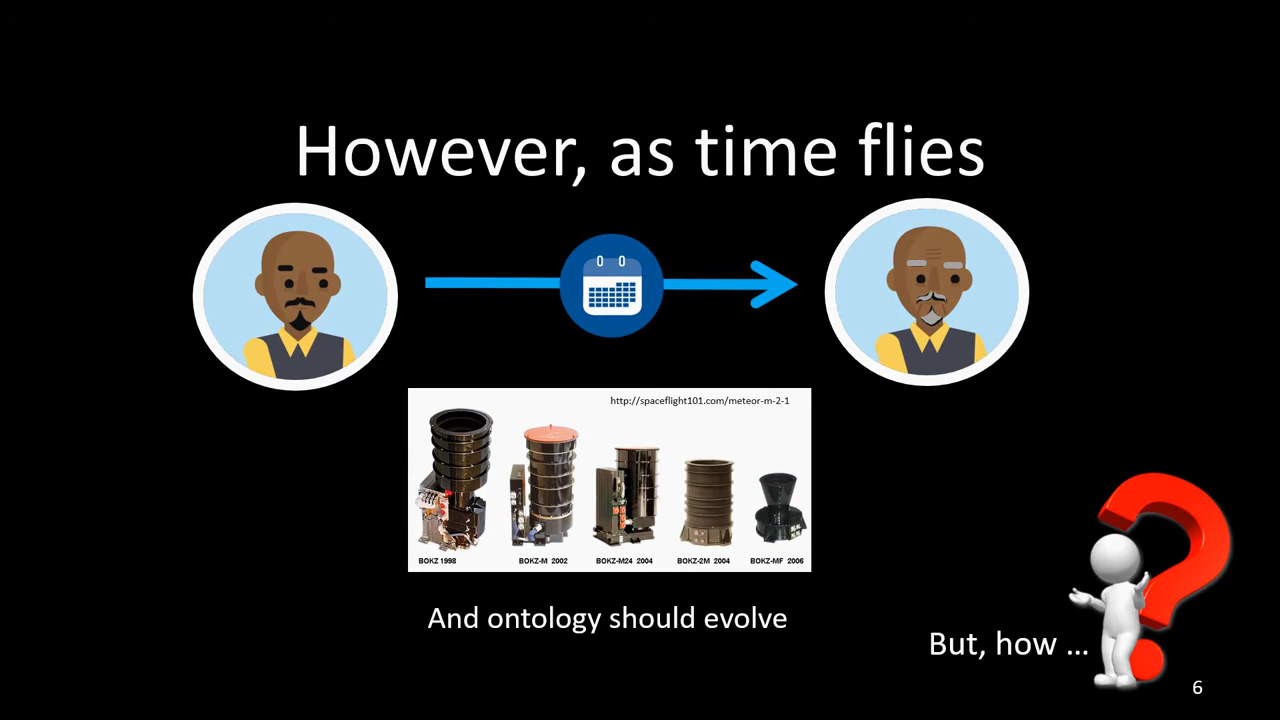 However, as time flies
http://spaceflight101.com/meteor-m-2-1
BOKZ 1998 BOKZ-M 2002 BOKZ-M24 2004 BOKZ-2M 2004 BOKZ-MF 2006
And ontology should evolve
But, how ...
6